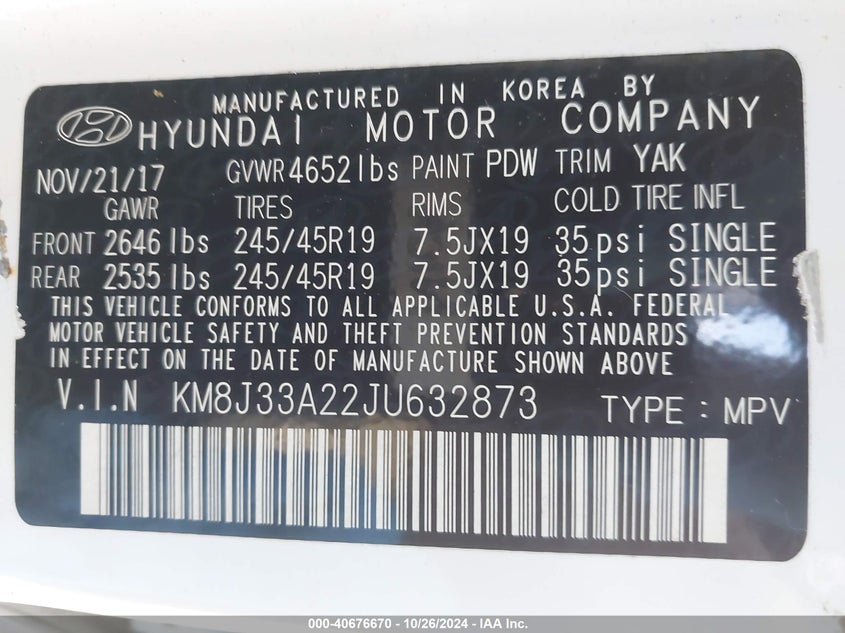 MANUFACTURED IN KOREA BY
HYUNDAI MOTOR COMPANY
NOV/21/17 GVWR 4652 lbs PAINT PDW TRIM YAK
GAWR TIRES RIMS COLD TIRE INFL
FRONT 2646 lbs 245/45R19 7.5JX19 35psi SINGLE
REAR 2535 lbs 245/45R19 7.5JX19 35psi SINGLE
THIS VEHICLE CONFORMS TO ALL APPLICABLE U.S.A. FEDERAL
MOTOR VEHICLE SAFETY AND THEFT PREVENTION STANDARDS
IN EFFECT ON THE DATE OF MANUFACTURE SHOWN ABOVE
V.I.N KM8J33A22JU632873 TYPE : MPV
000-40676670 | 10/26/2024 | IAA Inc.